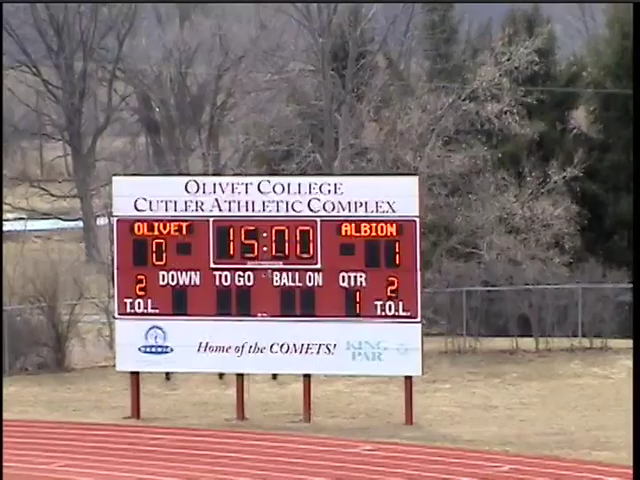 OLIVET COLLEGE
CUTLER ATHLETIC COMPLEX
OLIVET 15:00 ALBION
0 1
2 DOWN TO GO BALL ON QTR 2
T.O.L. 1 T.O.L.
Home of the COMETS! KING PAR